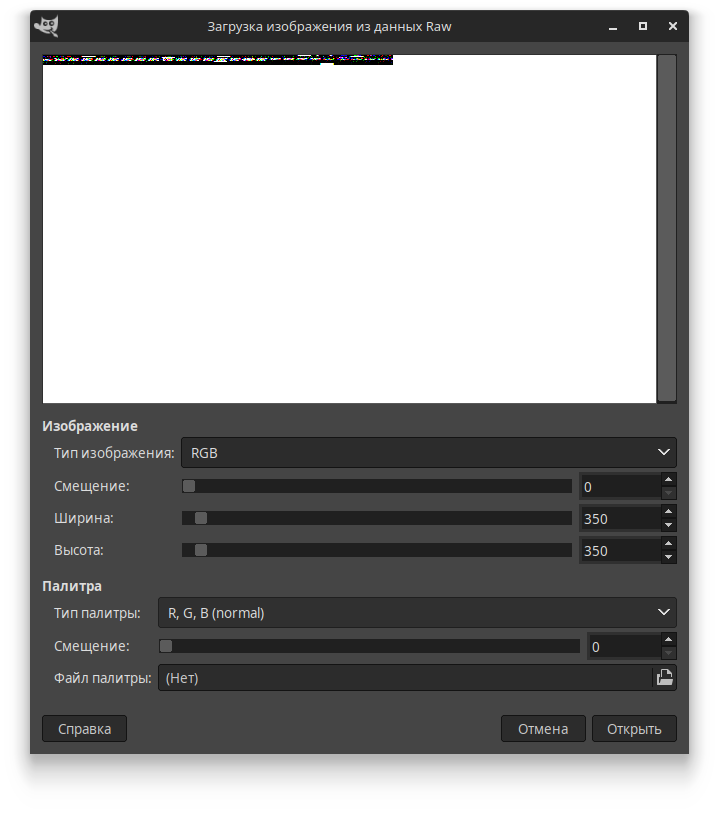 Загрузка изображения из данных Raw
Изображение
Тип изображения: RGB
Смещение: 0
Ширина: 350
Высота: 350
Палитра
Тип палитры: R, G, B (normal)
Смещение: 0
Файл палитры: (Нет)
Справка Отмена Открыть